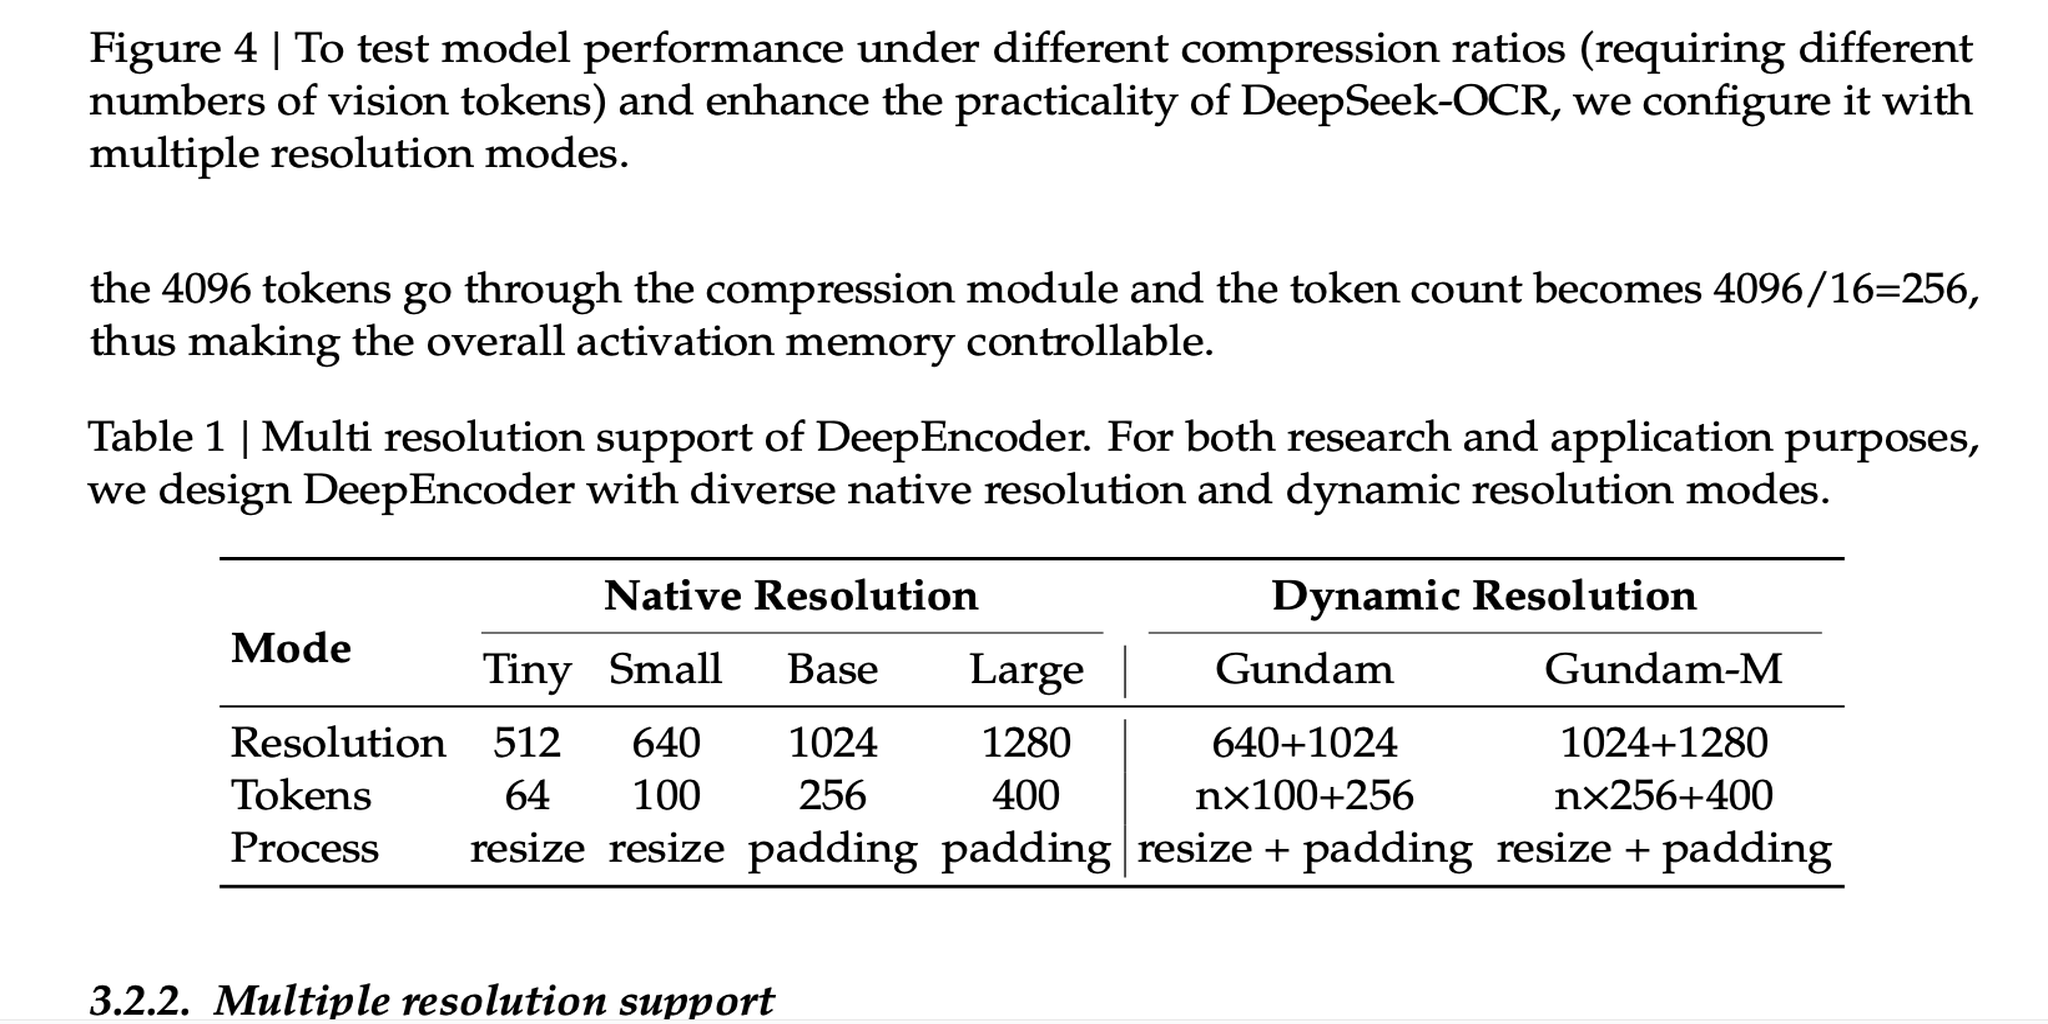 Figure 4 | To test model performance under different compression ratios (requiring different
numbers of vision tokens) and enhance the practicality of DeepSeek-OCR, we configure it with
multiple resolution modes.
the 4096 tokens go through the compression module and the token count becomes 4096/16=256,
thus making the overall activation memory controllable.
Table 1 | Multi resolution support of DeepEncoder. For both research and application purposes,
we design DeepEncoder with diverse native resolution and dynamic resolution modes.
Native Resolution Dynamic Resolution
Mode
Tiny Small Base Large Gundam Gundam-M
Resolution 512 640 1024 1280 640+1024 1024+1280
Tokens 64 100 256 400 n×100+256 n×256+400
Process resize resize padding padding resize + padding resize + padding
3.2.2. Multiple resolution support